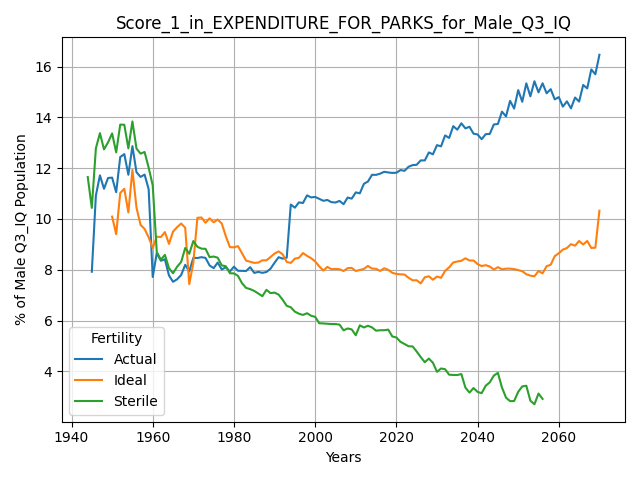 Score_1_in_EXPENDITURE_FOR_PARKS_for_Male_Q3_IQ
% of Male Q3_IQ Population
16
14
12
10
8
6
4
Fertility
Actual
Ideal
Sterile
1940 1960 1980 2000 2020 2040 2060
Years